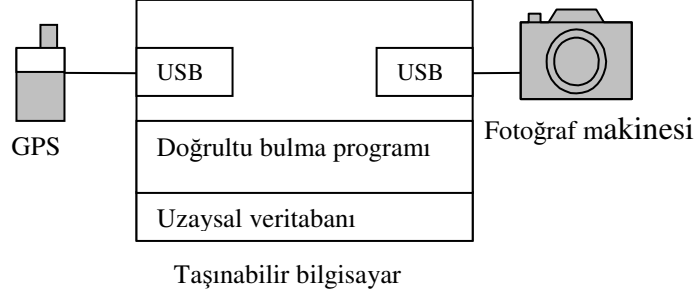 USB
USB
GPS
Fotoğraf makinesi
Doğrultu bulma programı
Uzaysal veritabanı
Taşınabilir bilgisayar